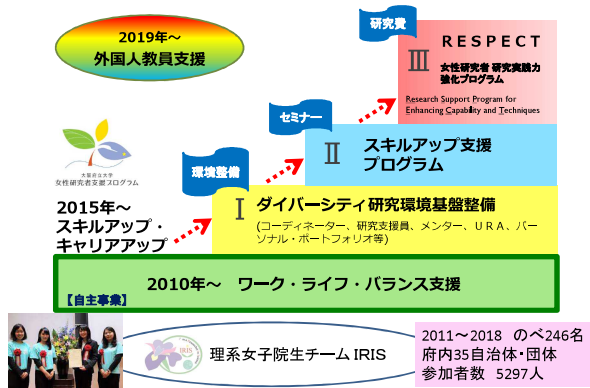 2019年～
外国人教員支援
研究費
Ⅲ
ＲＥＳＰＥＣＴ
女性研究者 研究実践力
強化プログラム
Research Support Program for
Enhancing Capability and Techniques
セミナー
Ⅱ
スキルアップ支援
プログラム
大阪府立大学
女性研究者支援プログラム
環境整備
Ⅰ
ダイバーシティ研究環境基盤整備
(コーディネーター、研究支援員、メンター、ＵＲＡ、パー
ソナル・ポートフォリオ等)
2015年～
スキルアップ・
キャリアアップ
2010年～　ワーク・ライフ・バランス支援
【自主事業】
IRIS
理系女子院生チーム IRIS
2011～2018　のべ246名
府内35自治体・団体
参加者数　5297人